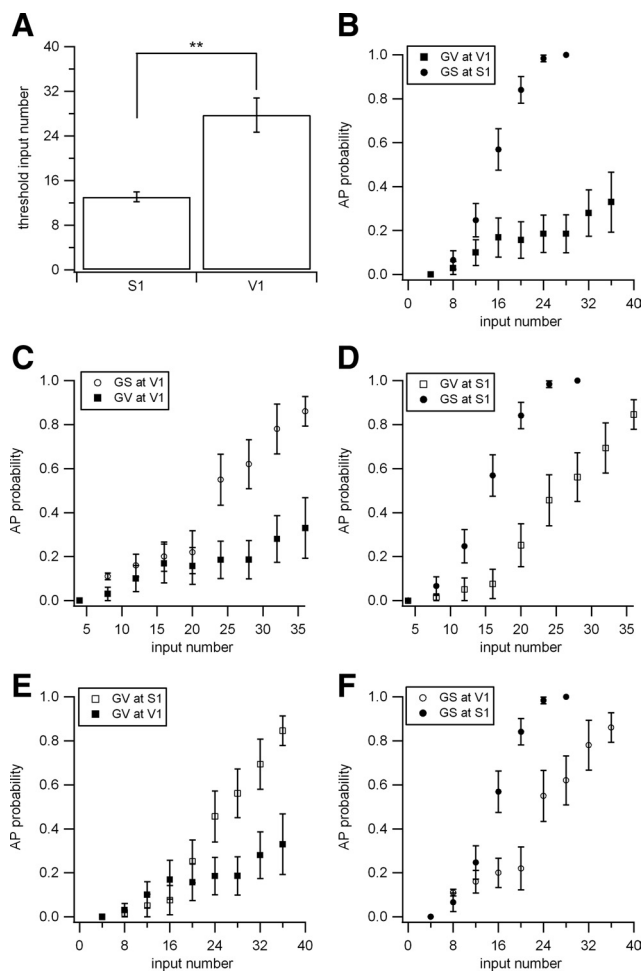 A
**
threshold input number
40
32
24
16
12
0
S1
V1
B
GV at V1
GS at S1
AP probability
1.0
0.8
0.6
0.4
0.2
0.0
0 8 16 24 32 40
input number
C
GS at V1
GV at V1
AP probability
1.0
0.8
0.6
0.4
0.2
0.0
5 10 15 20 25 30 35
input number
D
GV at S1
GS at S1
AP probability
1.0
0.8
0.6
0.4
0.2
0.0
5 10 15 20 25 30 35
input number
E
GV at S1
GV at V1
AP probability
1.0
0.8
0.6
0.4
0.2
0.0
0 8 16 24 32 40
input number
F
GS at V1
GS at S1
AP probability
1.0
0.8
0.6
0.4
0.2
0.0
0 8 16 24 32 40
input number